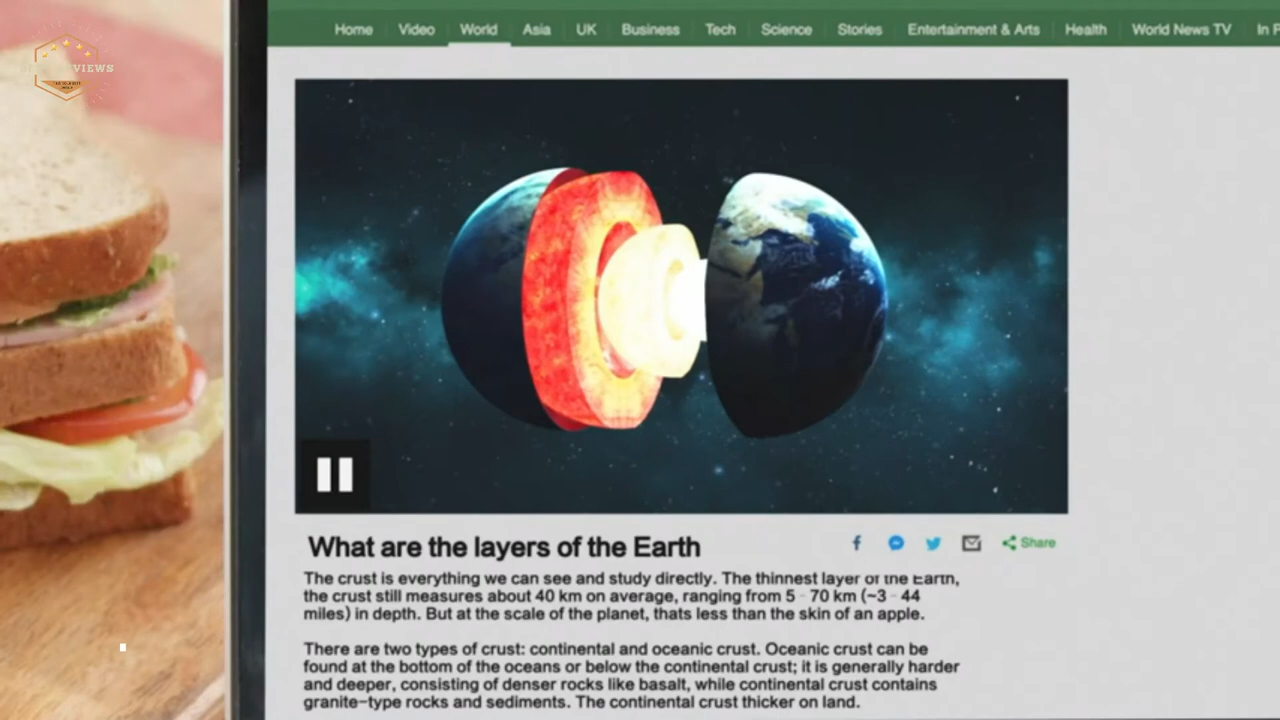 Home Video World Asia UK Business Tech Science Stories Entertainment & Arts Health World News TV In
VIEWS
What are the layers of the Earth
Share
The crust is everything we can see and study directly. The thinnest layer of the Earth,
the crust still measures about 40 km on average, ranging from 5 - 70 km (~3 - 44
miles) in depth. But at the scale of the planet, thats less than the skin of an apple.
There are two types of crust: continental and oceanic crust. Oceanic crust can be
found at the bottom of the oceans or below the continental crust; it is generally harder
and deeper, consisting of denser rocks like basalt, while continental crust contains
granite-type rocks and sediments. The continental crust thicker on land.